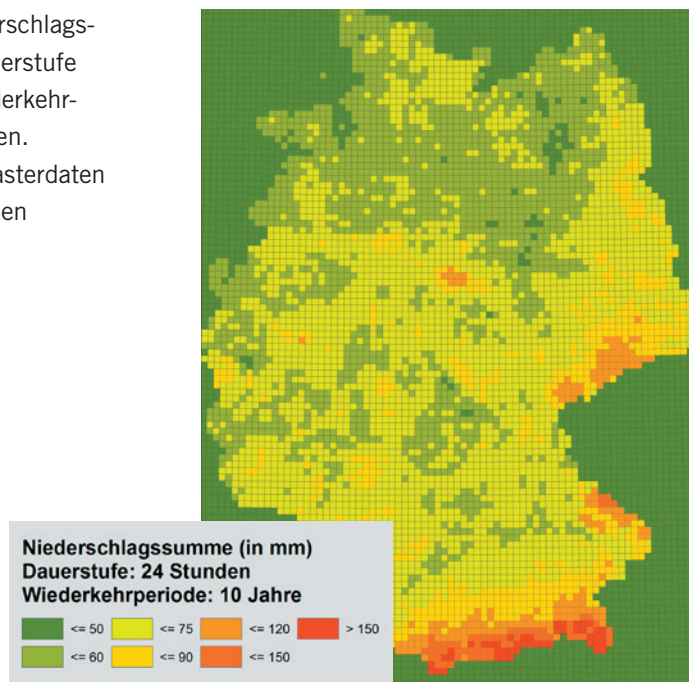 rschlags-
erstufe
lerkehr-
en.
asterdaten
en
Niederschlagssumme (in mm)
Dauerstufe: 24 Stunden
Wiederkehrperiode: 10 Jahre
<= 50 <= 75 <= 120 > 150
<= 60 <= 90 <= 150